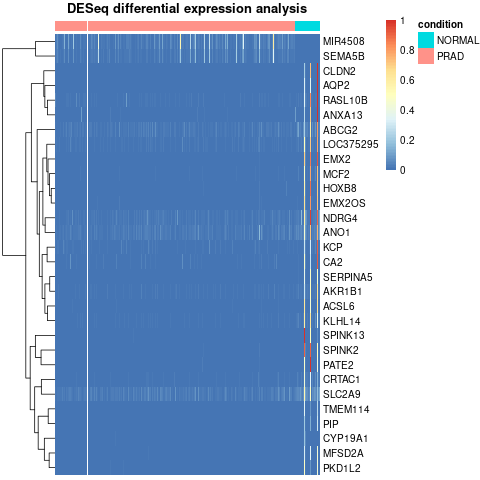 DESeq differential expression analysis
MIR4508
SEMA5B
CLDN2
AQP2
RASL10B
ANXA13
ABCG2
LOC375295
EMX2
MCF2
HOXB8
EMX2OS
NDRG4
ANO1
KCP
CA2
SERPINA5
AKR1B1
ACSL6
KLHL14
SPINK13
SPINK2
PATE2
CRTAC1
SLC2A9
TMEM114
PIP
CYP19A1
MFSD2A
PKD1L2
1
0.8
0.6
0.4
0.2
0
condition
NORMAL
PRAD